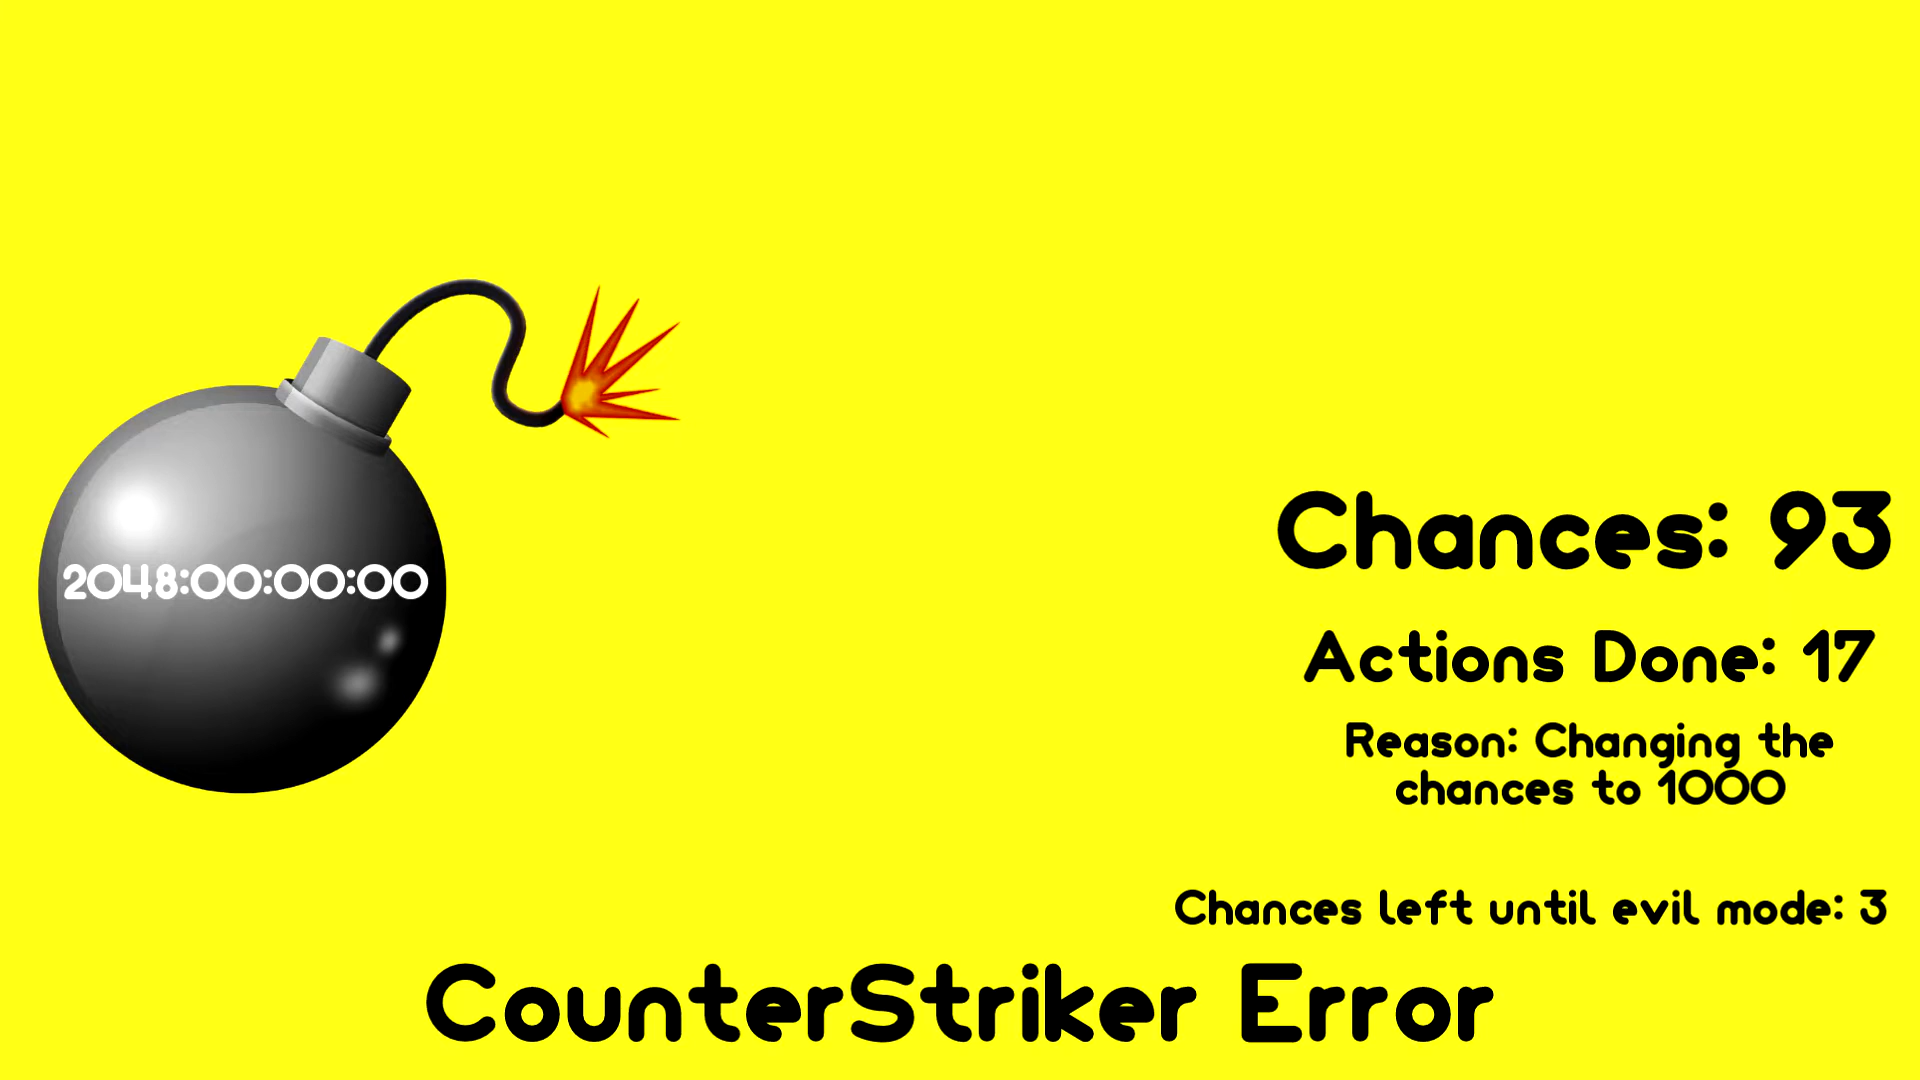 2048:00:00:00
Chances: 93
Actions Done: 17
Reason: Changing the
chances to 1000
Chances left until evil mode: 3
CounterStriker Error